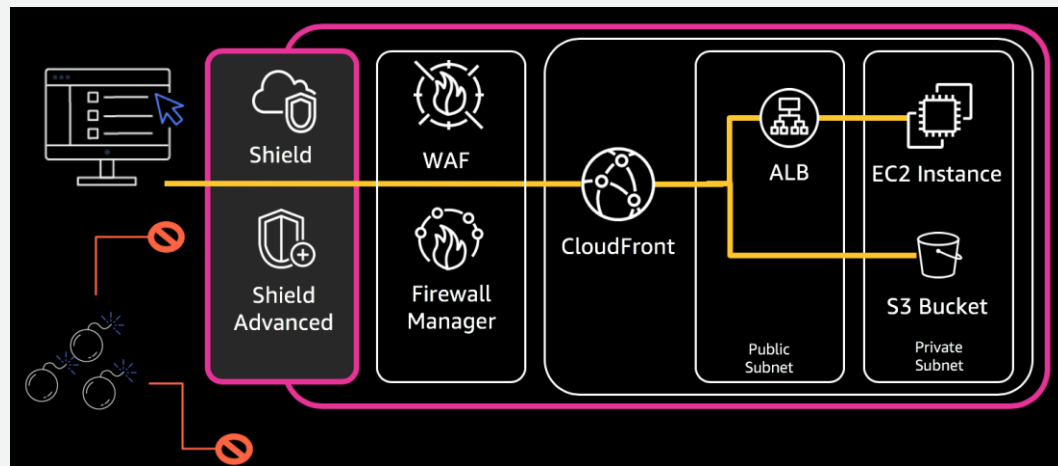 Shield
Shield
Advanced
WAF
Firewall
Manager
CloudFront
ALB
Public
Subnet
EC2 Instance
S3 Bucket
Private
Subnet